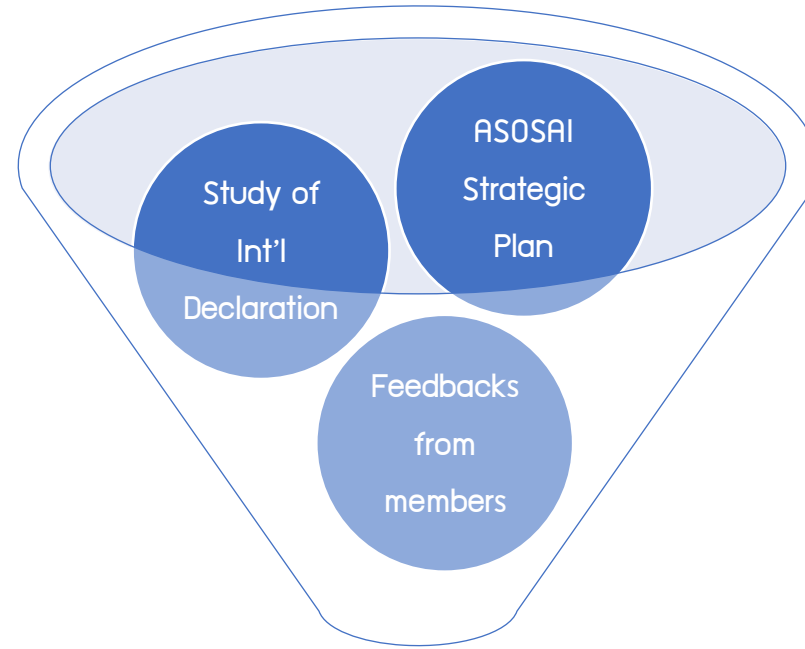 ASOSAI
Strategic
Plan
Study of
Int'l
Declaration
Feedbacks
from
members